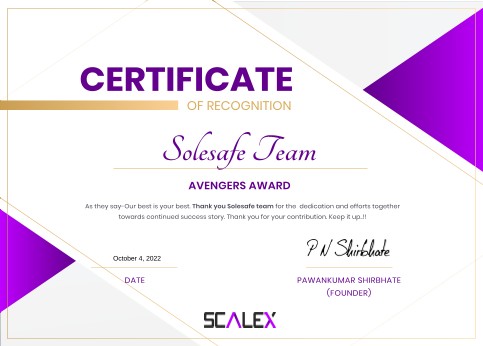 CERTIFICATE
OF RECOGNITION
Solesafe Team
AVENGERS AWARD
As they say-Our best is your best. Thank you Solesafe team for the dedication and efforts together
towards continued success story. Thank you for your contribution. Keep it up..!!
October 4, 2022
P N Shirbhate
DATE
PAWANKUMAR SHIRBHATE
(FOUNDER)
SCALEX